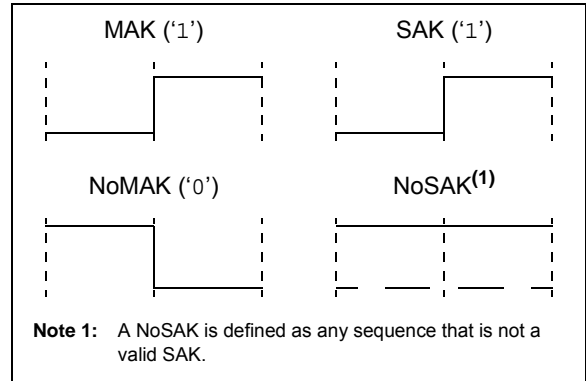 MAK (‘1’) SAK (‘1’)
NoMAK (‘0’) NoSAK(1)
Note 1: A NoSAK is defined as any sequence that is not a
valid SAK.